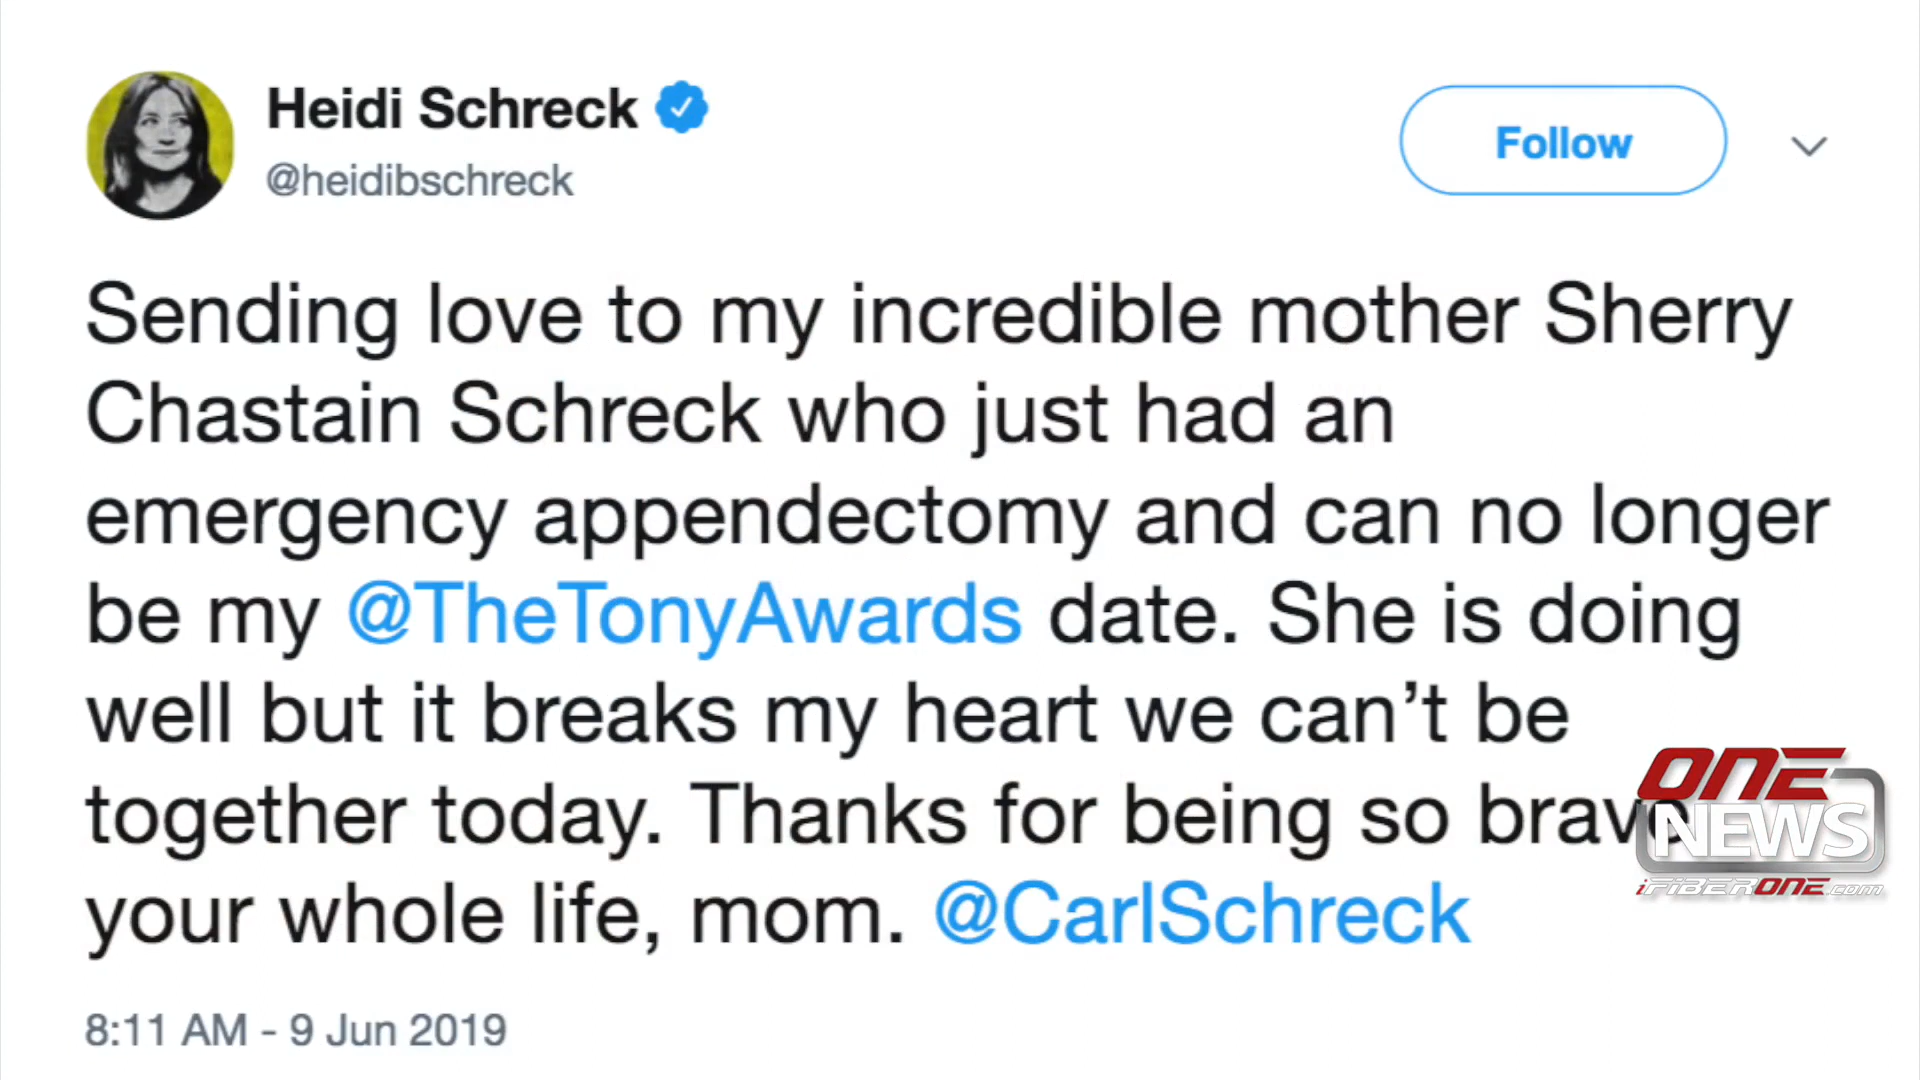 Heidi Schreck
@heidibschreck
Follow
Sending love to my incredible mother Sherry
Chastain Schreck who just had an
emergency appendectomy and can no longer
be my @TheTonyAwards date. She is doing
well but it breaks my heart we can’t be
together today. Thanks for being so brave
your whole life, mom. @CarlSchreck
8:11 AM - 9 Jun 2019
ONE
NEWS
iFIBERONE.com